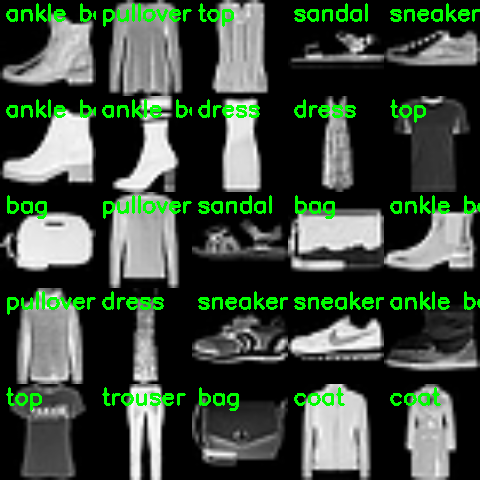 ankle b
pullover
top
sandal
sneaker
ankle b
ankle b
dress
dress
top
bag
pullover
sandal
bag
ankle b
pullover
dress
sneaker
sneaker
ankle b
top
trouser
bag
coat
coat